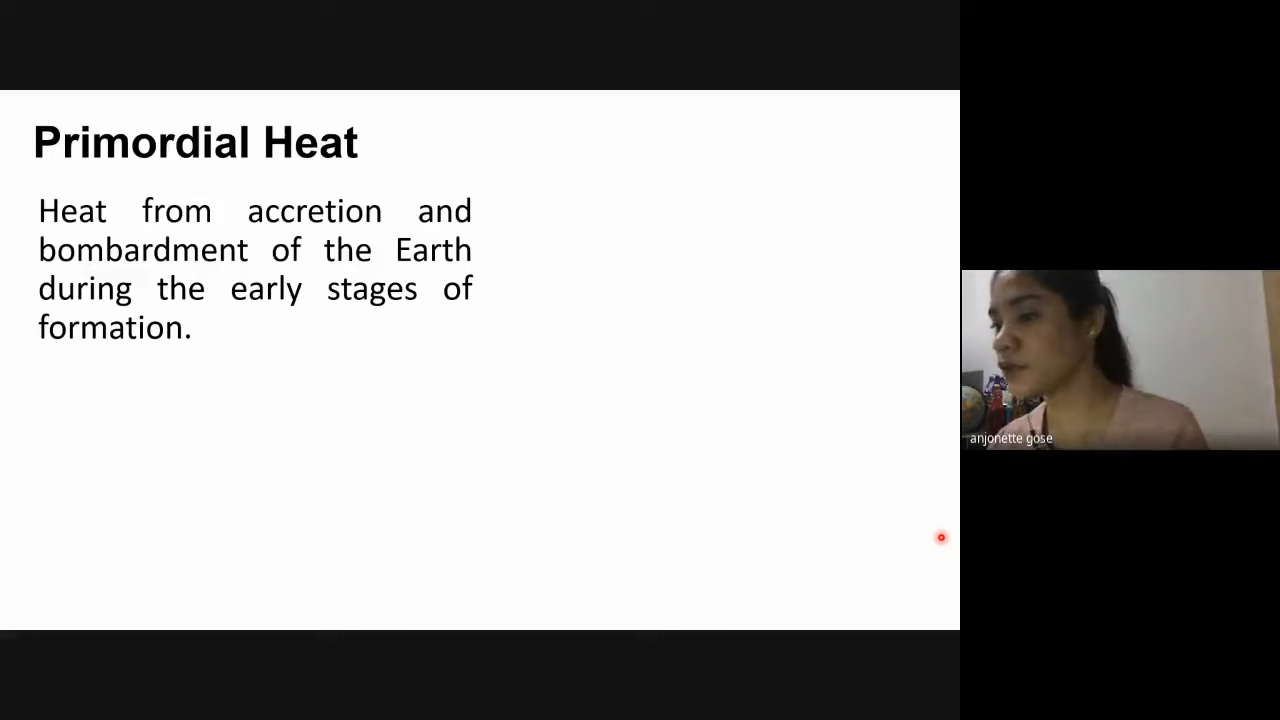 Primordial Heat
Heat from accretion and
bombardment of the Earth
during the early stages of
formation.
anjonette gose